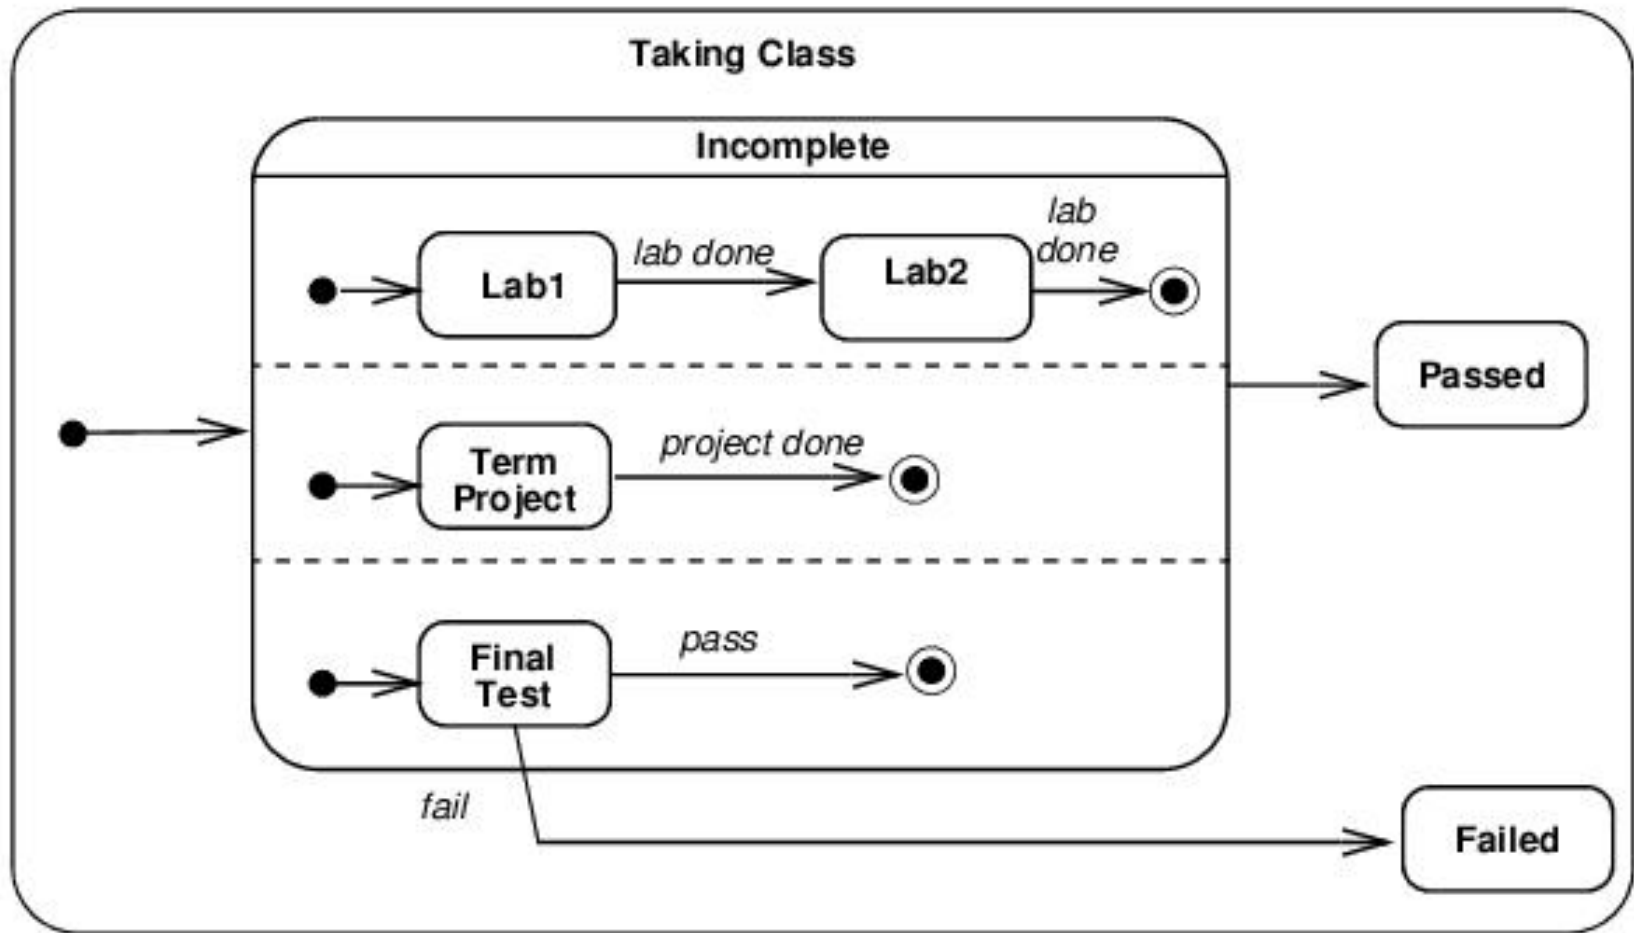 Taking Class
Incomplete
lab
done
lab done
Lab1
Lab2
Passed
project done
Term
Project
pass
Final
Test
fail
Failed